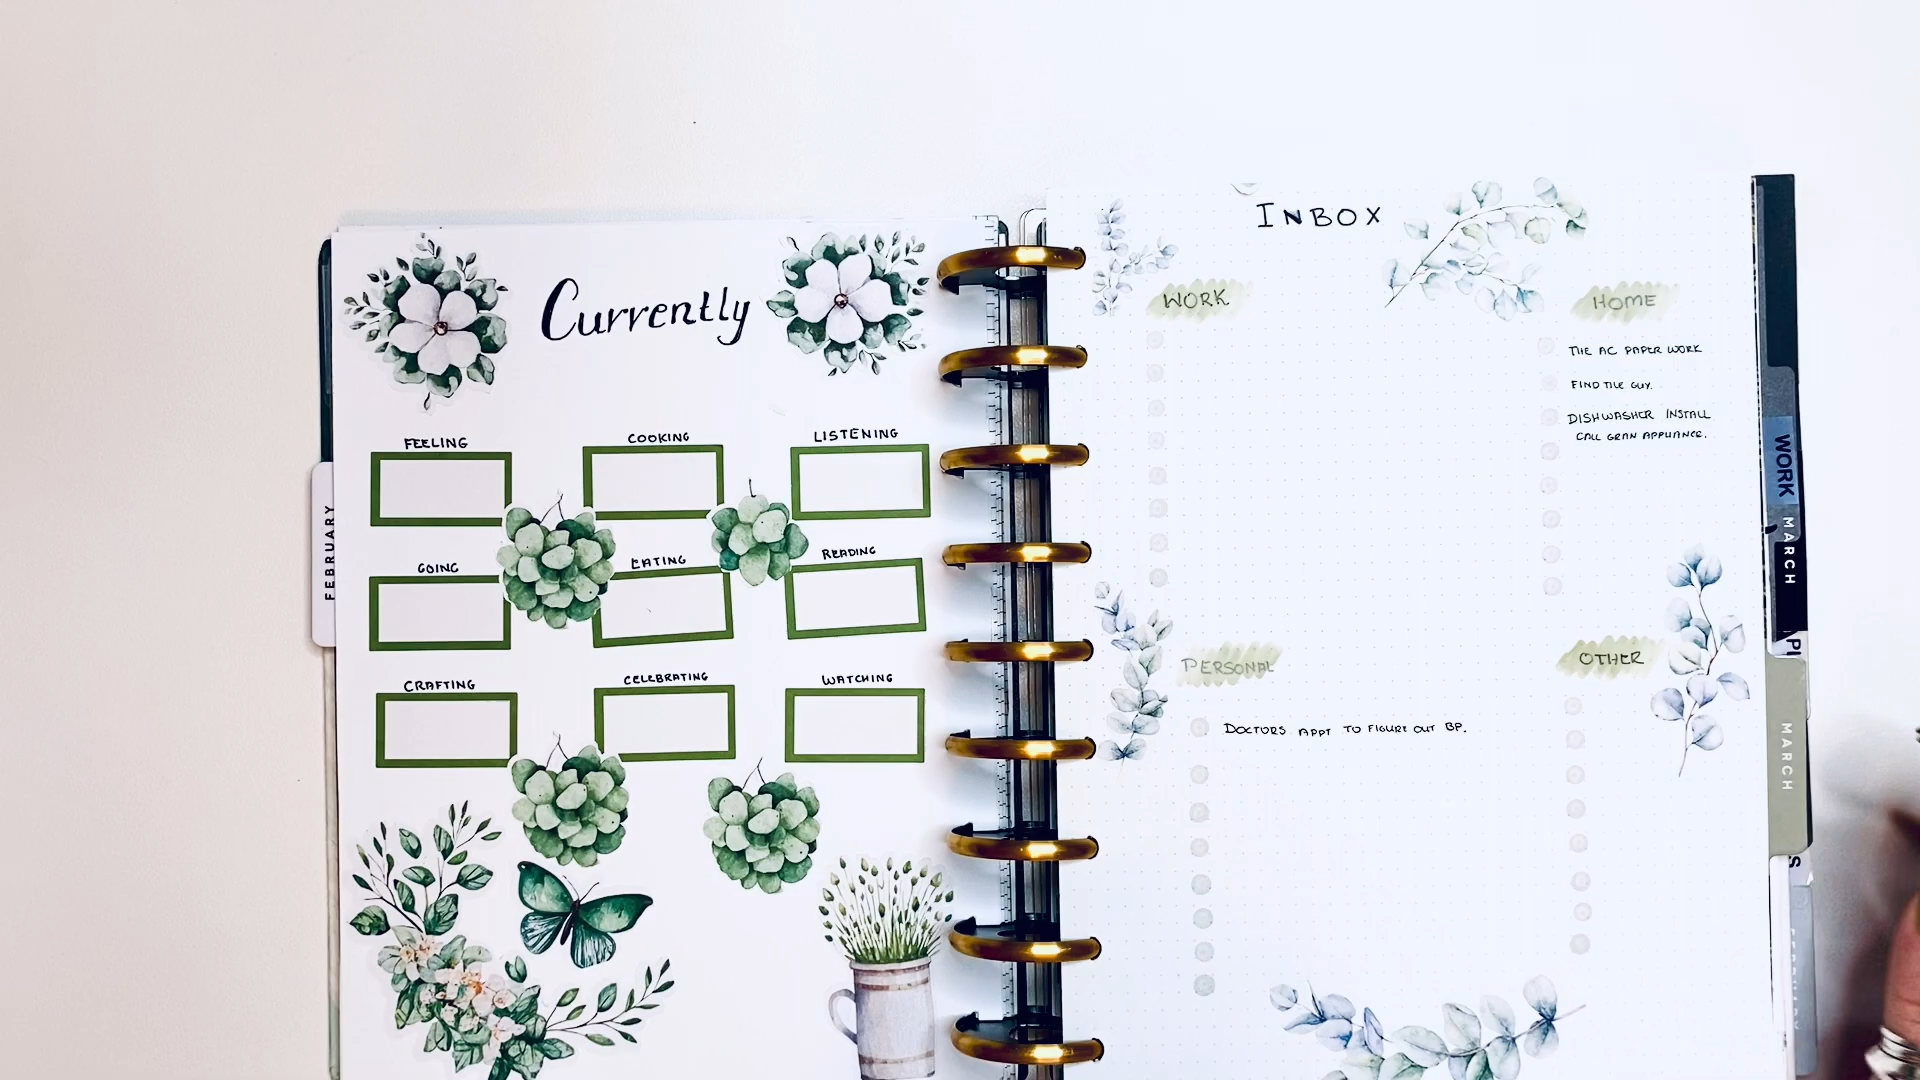 Currently
FEELING
COOKING
LISTENING
GOING
EATING
READING
CRAFTING
CELEBRATING
WATCHING
FEBRUARY
INBOX
WORK
HOME
THE AC PAPER WORK
FIND TILE GUY.
DISHWASHER INSTALL
CALL GRAN APPLIANCE.
PERSONAL
DOCTORS APPT TO FIGURE OUT BP.
OTHER
WORK
MARCH
MARCH